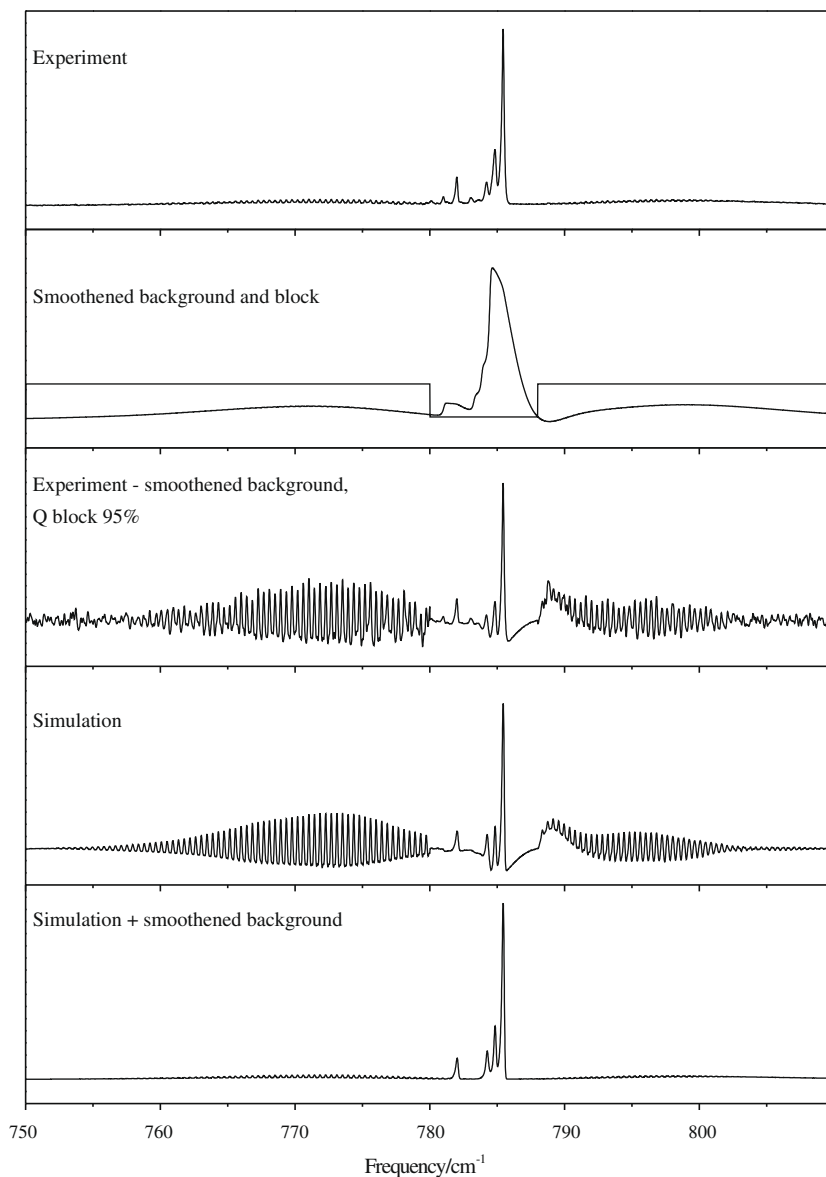 Experiment
Smoothened background and block
Experiment - smoothened background,
Q block 95%
Simulation
Simulation + smoothened background
750 760 770 780 790 800
Frequency/cm⁻¹